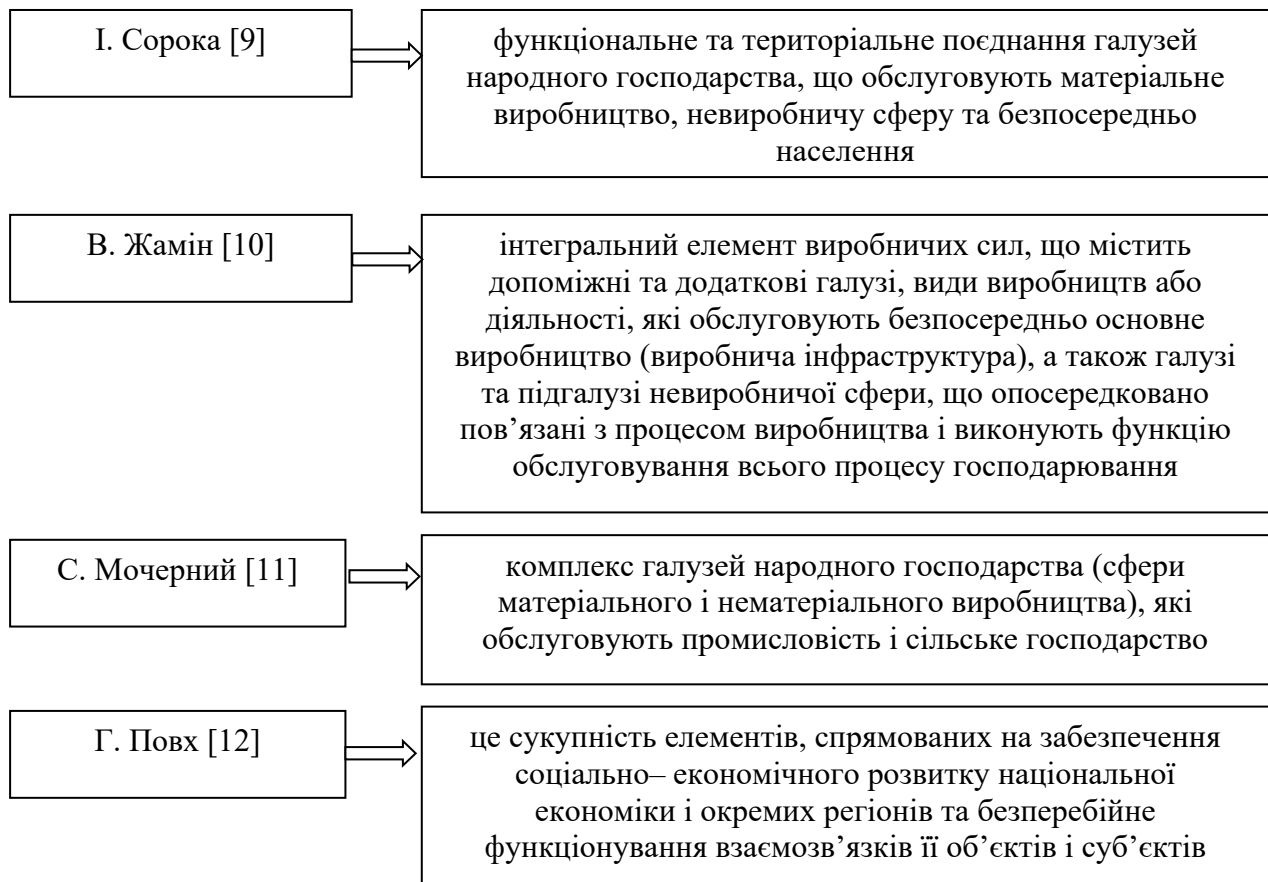 І. Сорока [9]
функціональне та територіальне поєднання галузей
народного господарства, що обслуговують матеріальне
виробництво, невиробничу сферу та безпосередньо
населення
В. Жамін [10]
інтегральний елемент виробничих сил, що містить
допоміжні та додаткові галузі, види виробництв або
діяльності, які обслуговують безпосередньо основне
виробництво (виробнича інфраструктура), а також галузі
та підгалузі невиробничої сфери, що опосередковано
пов’язані з процесом виробництва і виконують функцію
обслуговування всього процесу господарювання
С. Мочерний [11]
комплекс галузей народного господарства (сфери
матеріального і нематеріального виробництва), які
обслуговують промисловість і сільське господарство
Г. Повх [12]
це сукупність елементів, спрямованих на забезпечення
соціально– економічного розвитку національної
економіки і окремих регіонів та безперебійне
функціонування взаємозв’язків її об’єктів і суб’єктів